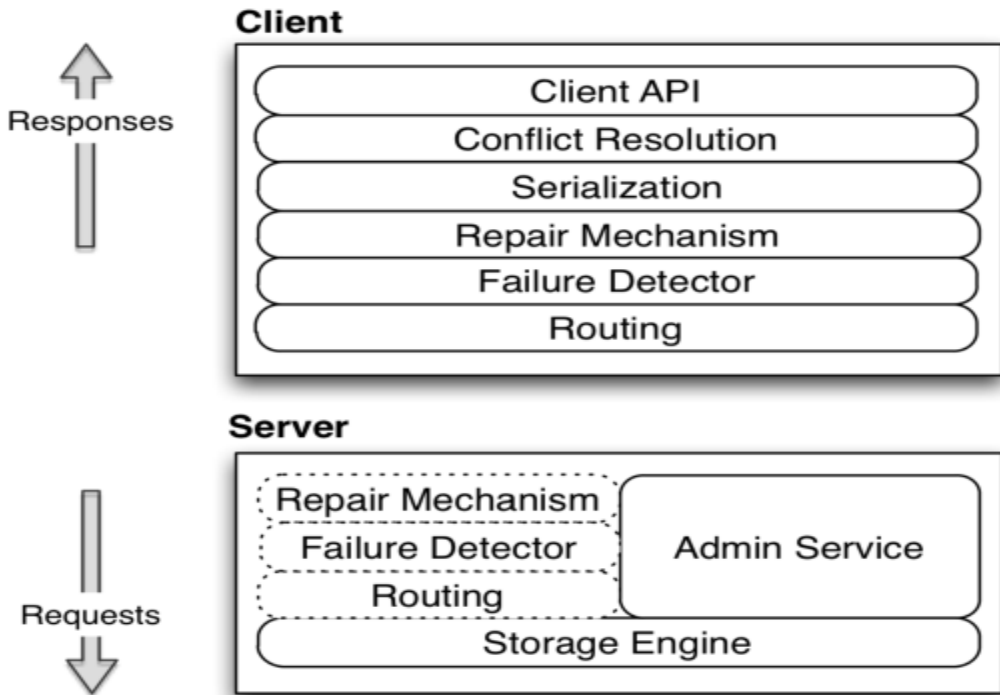 Client
Responses
Client API
Conflict Resolution
Serialization
Repair Mechanism
Failure Detector
Routing
Server
Requests
Repair Mechanism
Failure Detector
Routing
Admin Service
Storage Engine